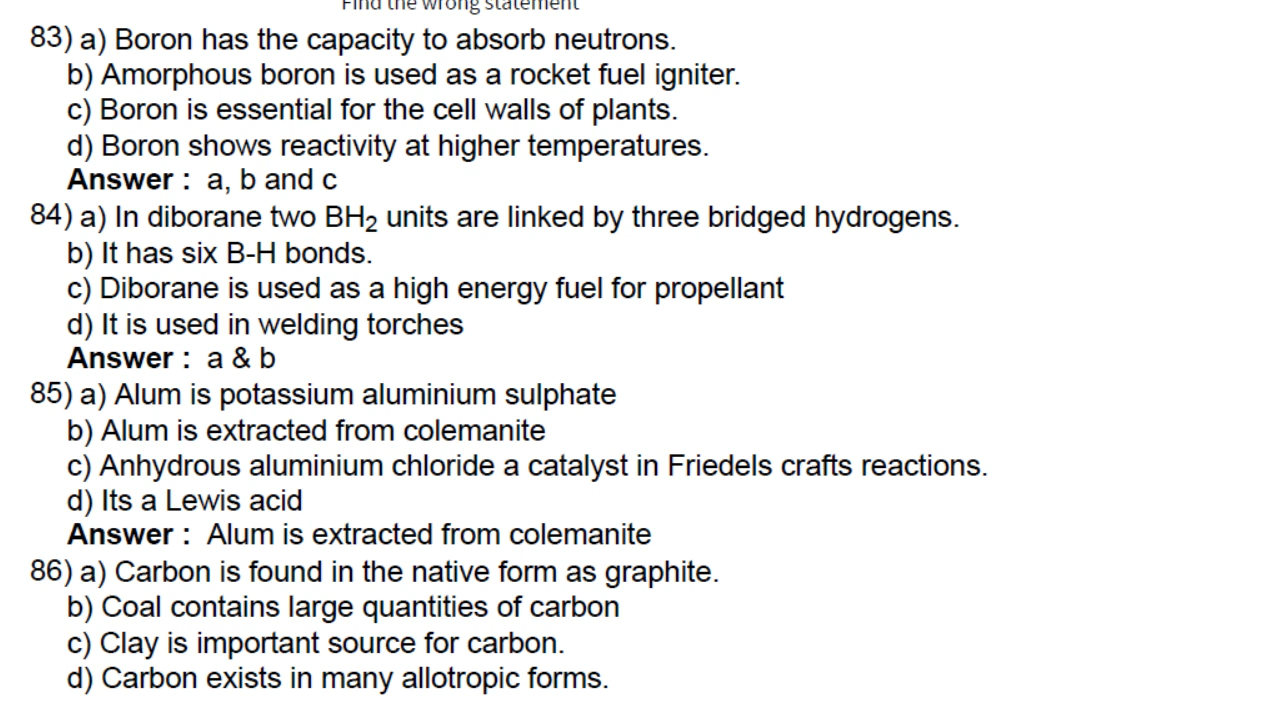 Find the wrong statement
83) a) Boron has the capacity to absorb neutrons.
b) Amorphous boron is used as a rocket fuel igniter.
c) Boron is essential for the cell walls of plants.
d) Boron shows reactivity at higher temperatures.
Answer : a, b and c
84) a) In diborane two BH2 units are linked by three bridged hydrogens.
b) It has six B-H bonds.
c) Diborane is used as a high energy fuel for propellant
d) It is used in welding torches
Answer : a & b
85) a) Alum is potassium aluminium sulphate
b) Alum is extracted from colemanite
c) Anhydrous aluminium chloride a catalyst in Friedels crafts reactions.
d) Its a Lewis acid
Answer : Alum is extracted from colemanite
86) a) Carbon is found in the native form as graphite.
b) Coal contains large quantities of carbon
c) Clay is important source for carbon.
d) Carbon exists in many allotropic forms.